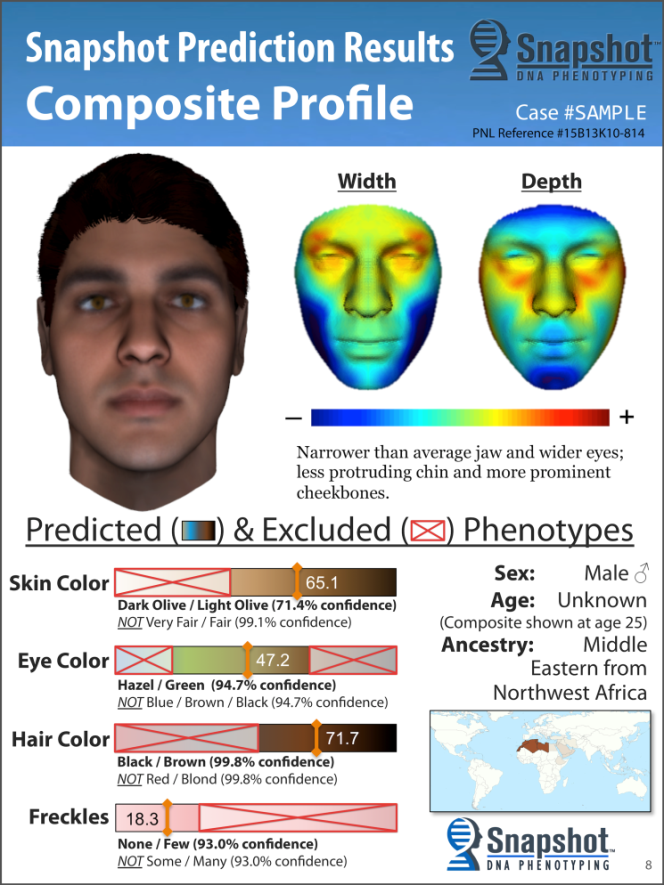 Snapshot Prediction Results
Composite Profile
Snapshot™
DNA PHENOTYPING
Case #SAMPLE
PNL Reference #15B13K10-814
Width
Depth
− +
Narrower than average jaw and wider eyes;
less protruding chin and more prominent
cheekbones.
Predicted ( ) & Excluded ( ) Phenotypes
Skin Color
65.1
Dark Olive / Light Olive (71.4% confidence)
NOT Very Fair / Fair (99.1% confidence)
Eye Color
47.2
Hazel / Green (94.7% confidence)
NOT Blue / Brown / Black (94.7% confidence)
Hair Color
71.7
Black / Brown (99.8% confidence)
NOT Red / Blond (99.8% confidence)
Freckles
18.3
None / Few (93.0% confidence)
NOT Some / Many (93.0% confidence)
Sex: Male ♂
Age: Unknown
(Composite shown at age 25)
Ancestry: Middle
Eastern from
Northwest Africa
Snapshot™
DNA PHENOTYPING
8